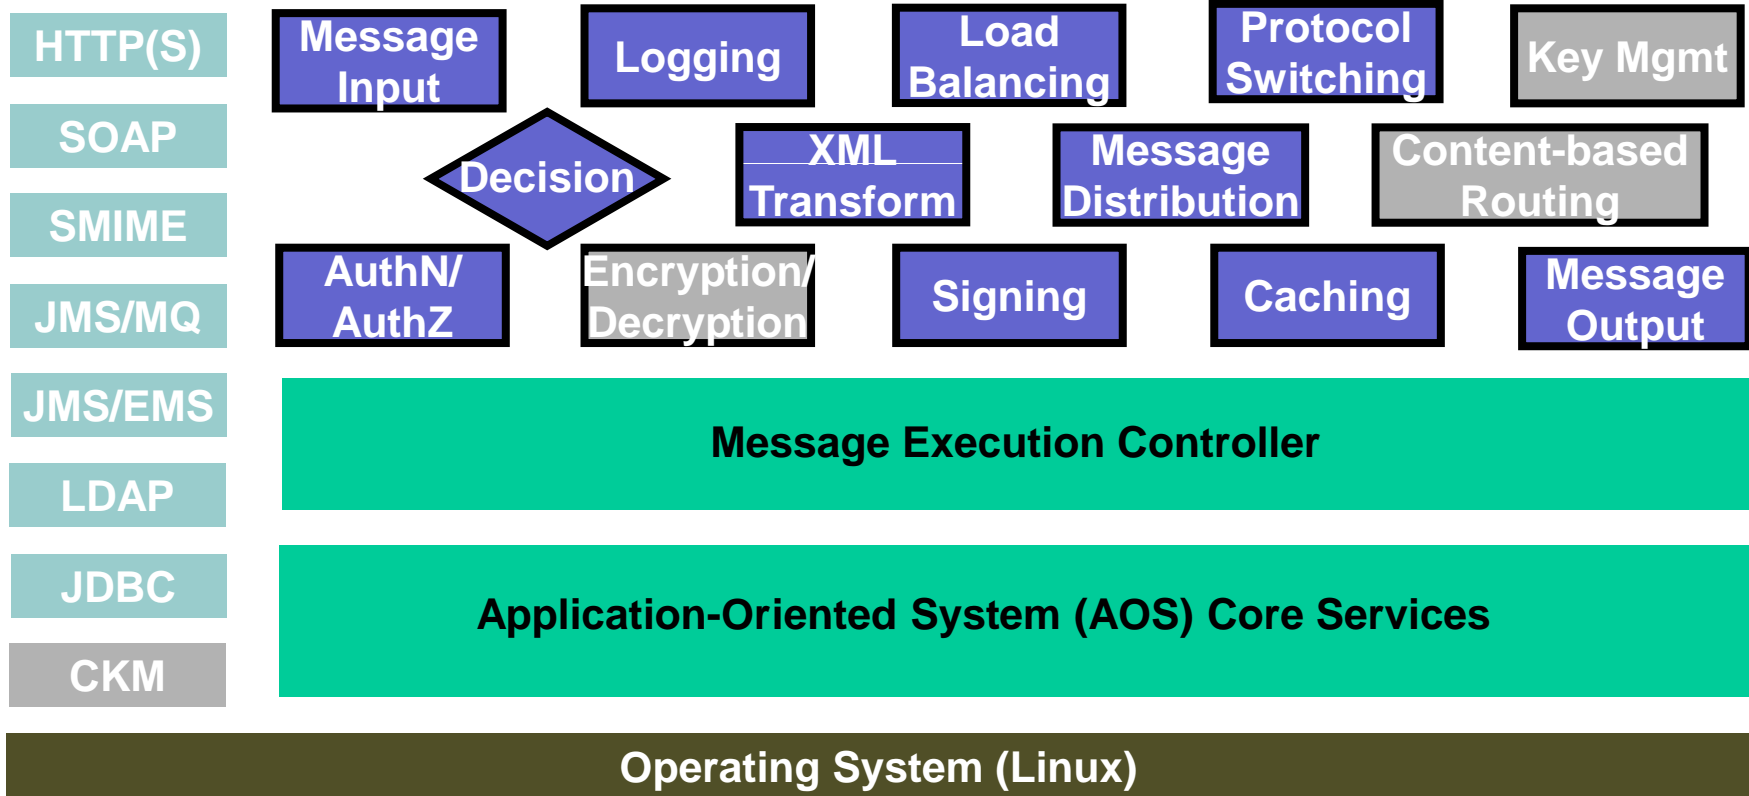 HTTP(S)
SOAP
SMIME
JMS/MQ
JMS/EMS
LDAP
JDBC
CKM
Message
Input
Logging
Load
Balancing
Protocol
Switching
Key Mgmt
Decision
XML
Transform
Message
Distribution
Content-based
Routing
AuthN/
AuthZ
Encryption/
Decryption
Signing
Caching
Message
Output
Message Execution Controller
Application-Oriented System (AOS) Core Services
Operating System (Linux)